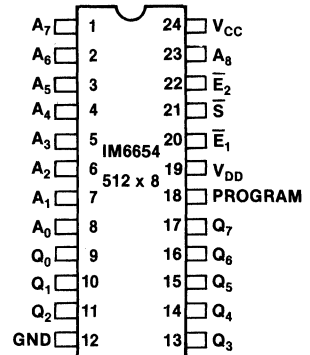 A7 1 24 VCC
A6 2 23 A8
A5 3 22 E̅2
A4 4 21 S̅
A3 5 20 E̅1
IM6654
A2 6 19 VDD
512 x 8
A1 7 18 PROGRAM
A0 8 17 Q7
Q0 9 16 Q6
Q1 10 15 Q5
Q2 11 14 Q4
GND 12 13 Q3